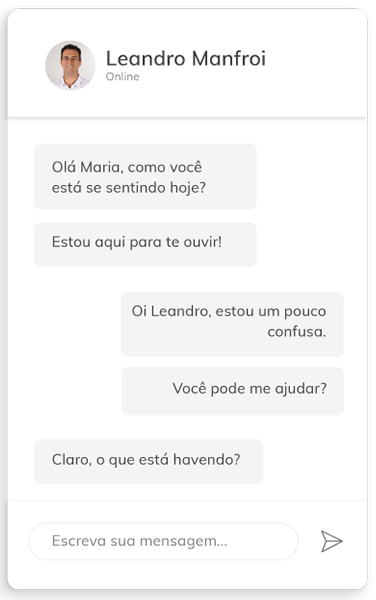 Leandro Manfroi
Online
Olá Maria, como você
está se sentindo hoje?
Estou aqui para te ouvir!
Oi Leandro, estou um pouco
confusa.
Você pode me ajudar?
Claro, o que está havendo?
Escreva sua mensagem...